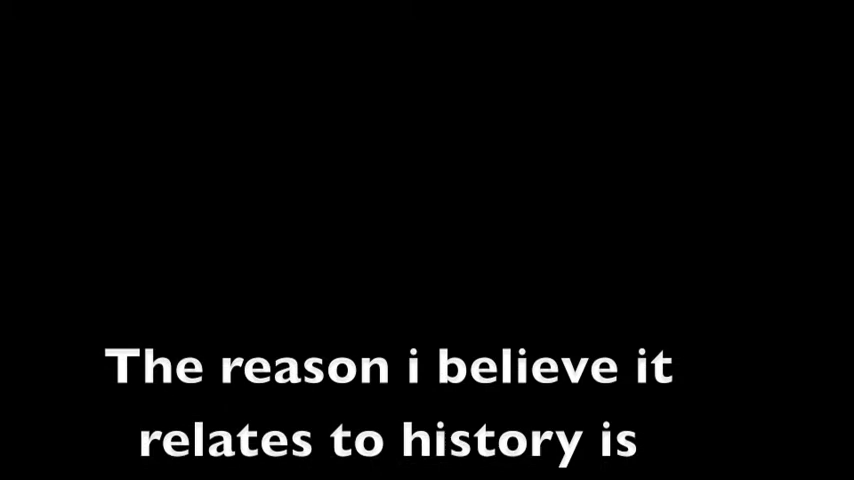 The reason i believe it
relates to history is